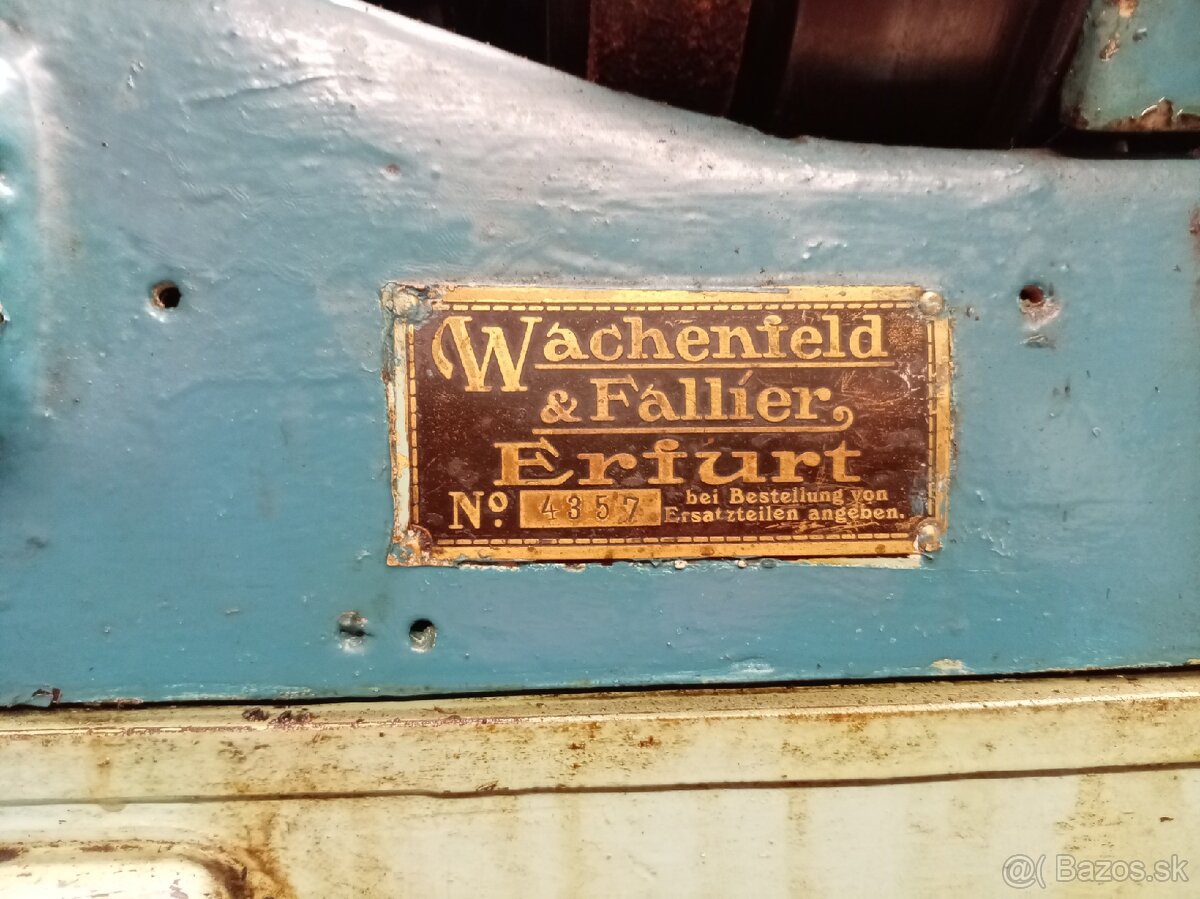 Wachenfeld
& Fallier,
Erfurt
No. 4357 bei Bestellung von
Ersatzteilen angeben.
@( Bazos.sk